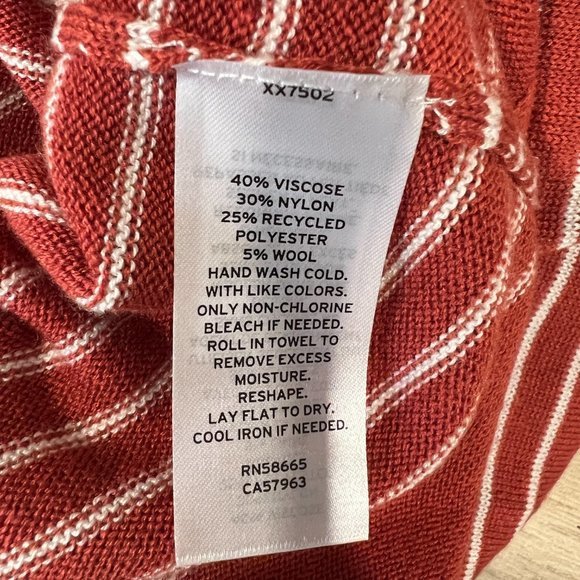 XX7502
40% VISCOSE
30% NYLON
25% RECYCLED
POLYESTER
5% WOOL
HAND WASH COLD.
WITH LIKE COLORS.
ONLY NON-CHLORINE
BLEACH IF NEEDED.
ROLL IN TOWEL TO
REMOVE EXCESS
MOISTURE.
RESHAPE.
LAY FLAT TO DRY.
COOL IRON IF NEEDED.
RN58665
CA57963